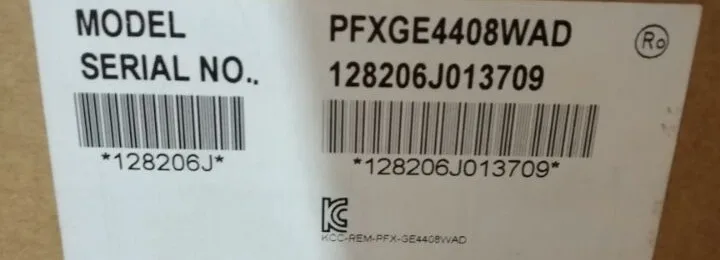 MODEL PFXGE4408WAD Ro
SERIAL NO.. 128206J013709
*128206J* *128206J013709*
KC
KCC-REM-PFX-GE4408WAD